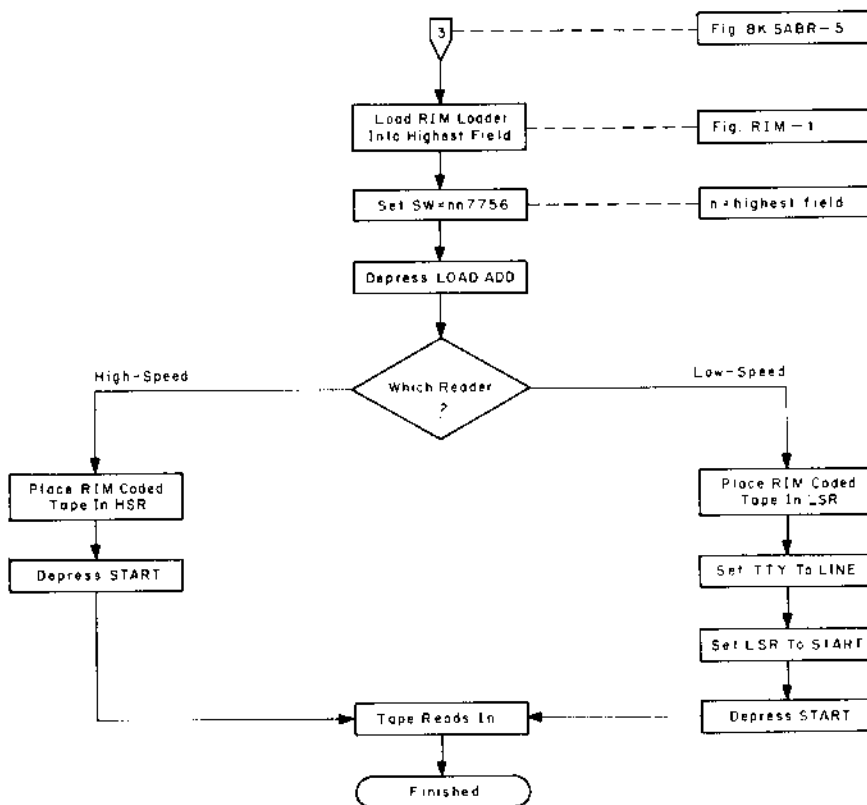 3
Fig 8K SABR-5
Load RIM Loader
Into Highest Field
Fig. RIM-1
Set SW=nn7756
n=highest field
Depress LOAD ADD
Which Reader
?
High-Speed
Low-Speed
Place RIM Coded
Tape In HSR
Depress START
Place RIM Coded
Tape In LSR
Set TTY To LINE
Set LSR To START
Depress START
Tape Reads In
Finished